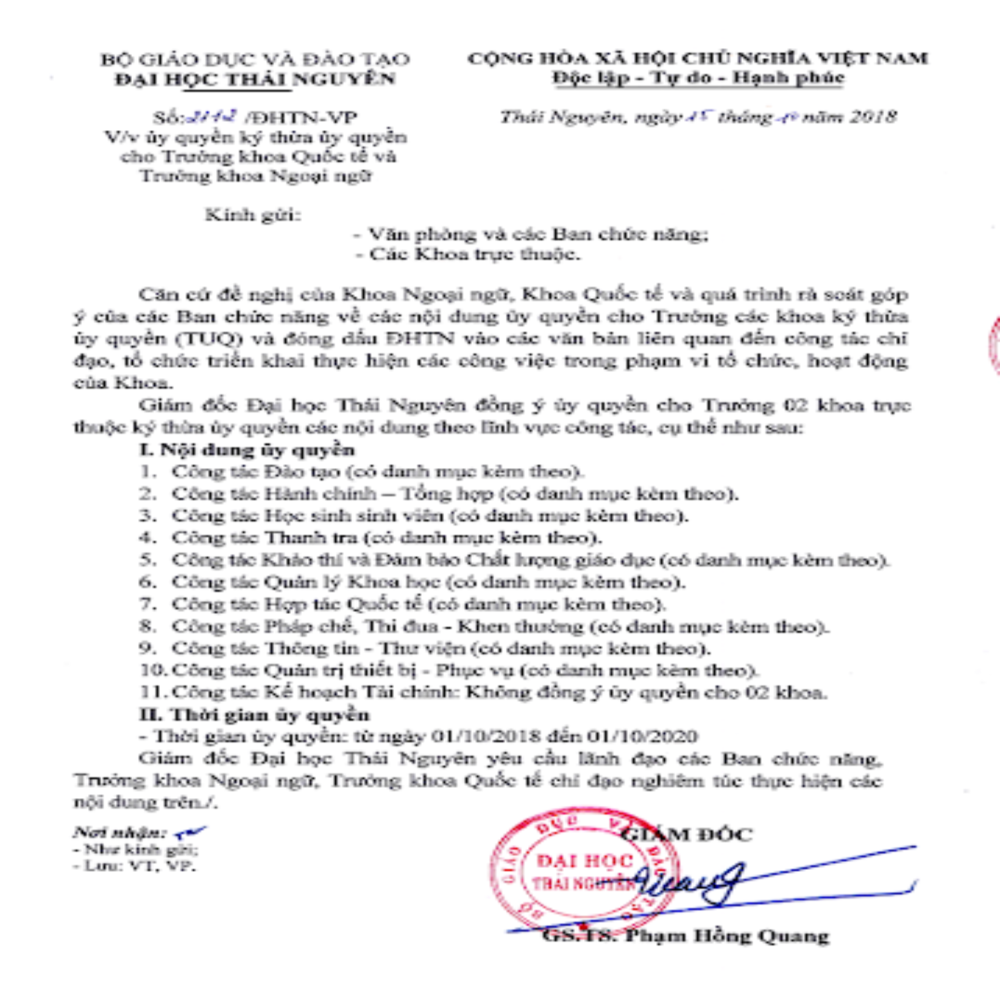 BỘ GIÁO DỤC VÀ ĐÀO TẠO
ĐẠI HỌC THÁI NGUYÊN
CỘNG HÒA XÃ HỘI CHỦ NGHĨA VIỆT NAM
Độc lập - Tự do - Hạnh phúc
Số: /ĐHTN-VP
Thái Nguyên, ngày 15 tháng 10 năm 2018
V/v ủy quyền ký thừa ủy quyền
cho Trưởng khoa Quốc tế và
Trưởng khoa Ngoại ngữ
Kính gửi:
- Văn phòng và các Ban chức năng;
- Các Khoa trực thuộc.
Căn cứ đề nghị của Khoa Ngoại ngữ, Khoa Quốc tế và quá trình rà soát góp
ý của các Ban chức năng về các nội dung ủy quyền cho Trưởng các khoa ký thừa
ủy quyền (TUQ) và đóng dấu ĐHTN vào các văn bản liên quan đến công tác chỉ
đạo, tổ chức triển khai thực hiện các công việc trong phạm vi tổ chức, hoạt động
của Khoa.
Giám đốc Đại học Thái Nguyên đồng ý ủy quyền cho Trưởng 02 khoa trực
thuộc ký thừa ủy quyền các nội dung theo lĩnh vực công tác, cụ thể như sau:
I. Nội dung ủy quyền
1. Công tác Đào tạo (có danh mục kèm theo).
2. Công tác Hành chính – Tổng hợp (có danh mục kèm theo).
3. Công tác Học sinh sinh viên (có danh mục kèm theo).
4. Công tác Thanh tra (có danh mục kèm theo).
5. Công tác Khảo thí và Đảm bảo Chất lượng giáo dục (có danh mục kèm theo).
6. Công tác Quản lý Khoa học (có danh mục kèm theo).
7. Công tác Hợp tác Quốc tế (có danh mục kèm theo).
8. Công tác Pháp chế, Thi đua - Khen thưởng (có danh mục kèm theo).
9. Công tác Thông tin - Thư viện (có danh mục kèm theo).
10. Công tác Quản trị thiết bị - Phục vụ (có danh mục kèm theo).
11. Công tác Kế hoạch Tài chính: Không đồng ý ủy quyền cho 02 khoa.
II. Thời gian ủy quyền
- Thời gian ủy quyền: từ ngày 01/10/2018 đến 01/10/2020
Giám đốc Đại học Thái Nguyên yêu cầu lãnh đạo các Ban chức năng,
Trưởng khoa Ngoại ngữ, Trưởng khoa Quốc tế chỉ đạo nghiêm túc thực hiện các
nội dung trên./.
Nơi nhận:
- Như kính gửi;
- Lưu: VT, VP.
GIÁM ĐỐC
BỘ GIÁO DỤC VÀ ĐÀO TẠO
ĐẠI HỌC
THÁI NGUYÊN
Quang
GS.TS. Phạm Hồng Quang